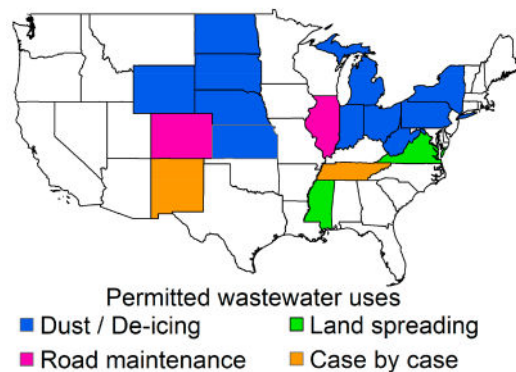 Permitted wastewater uses
Dust / De-icing
Land spreading
Road maintenance
Case by case